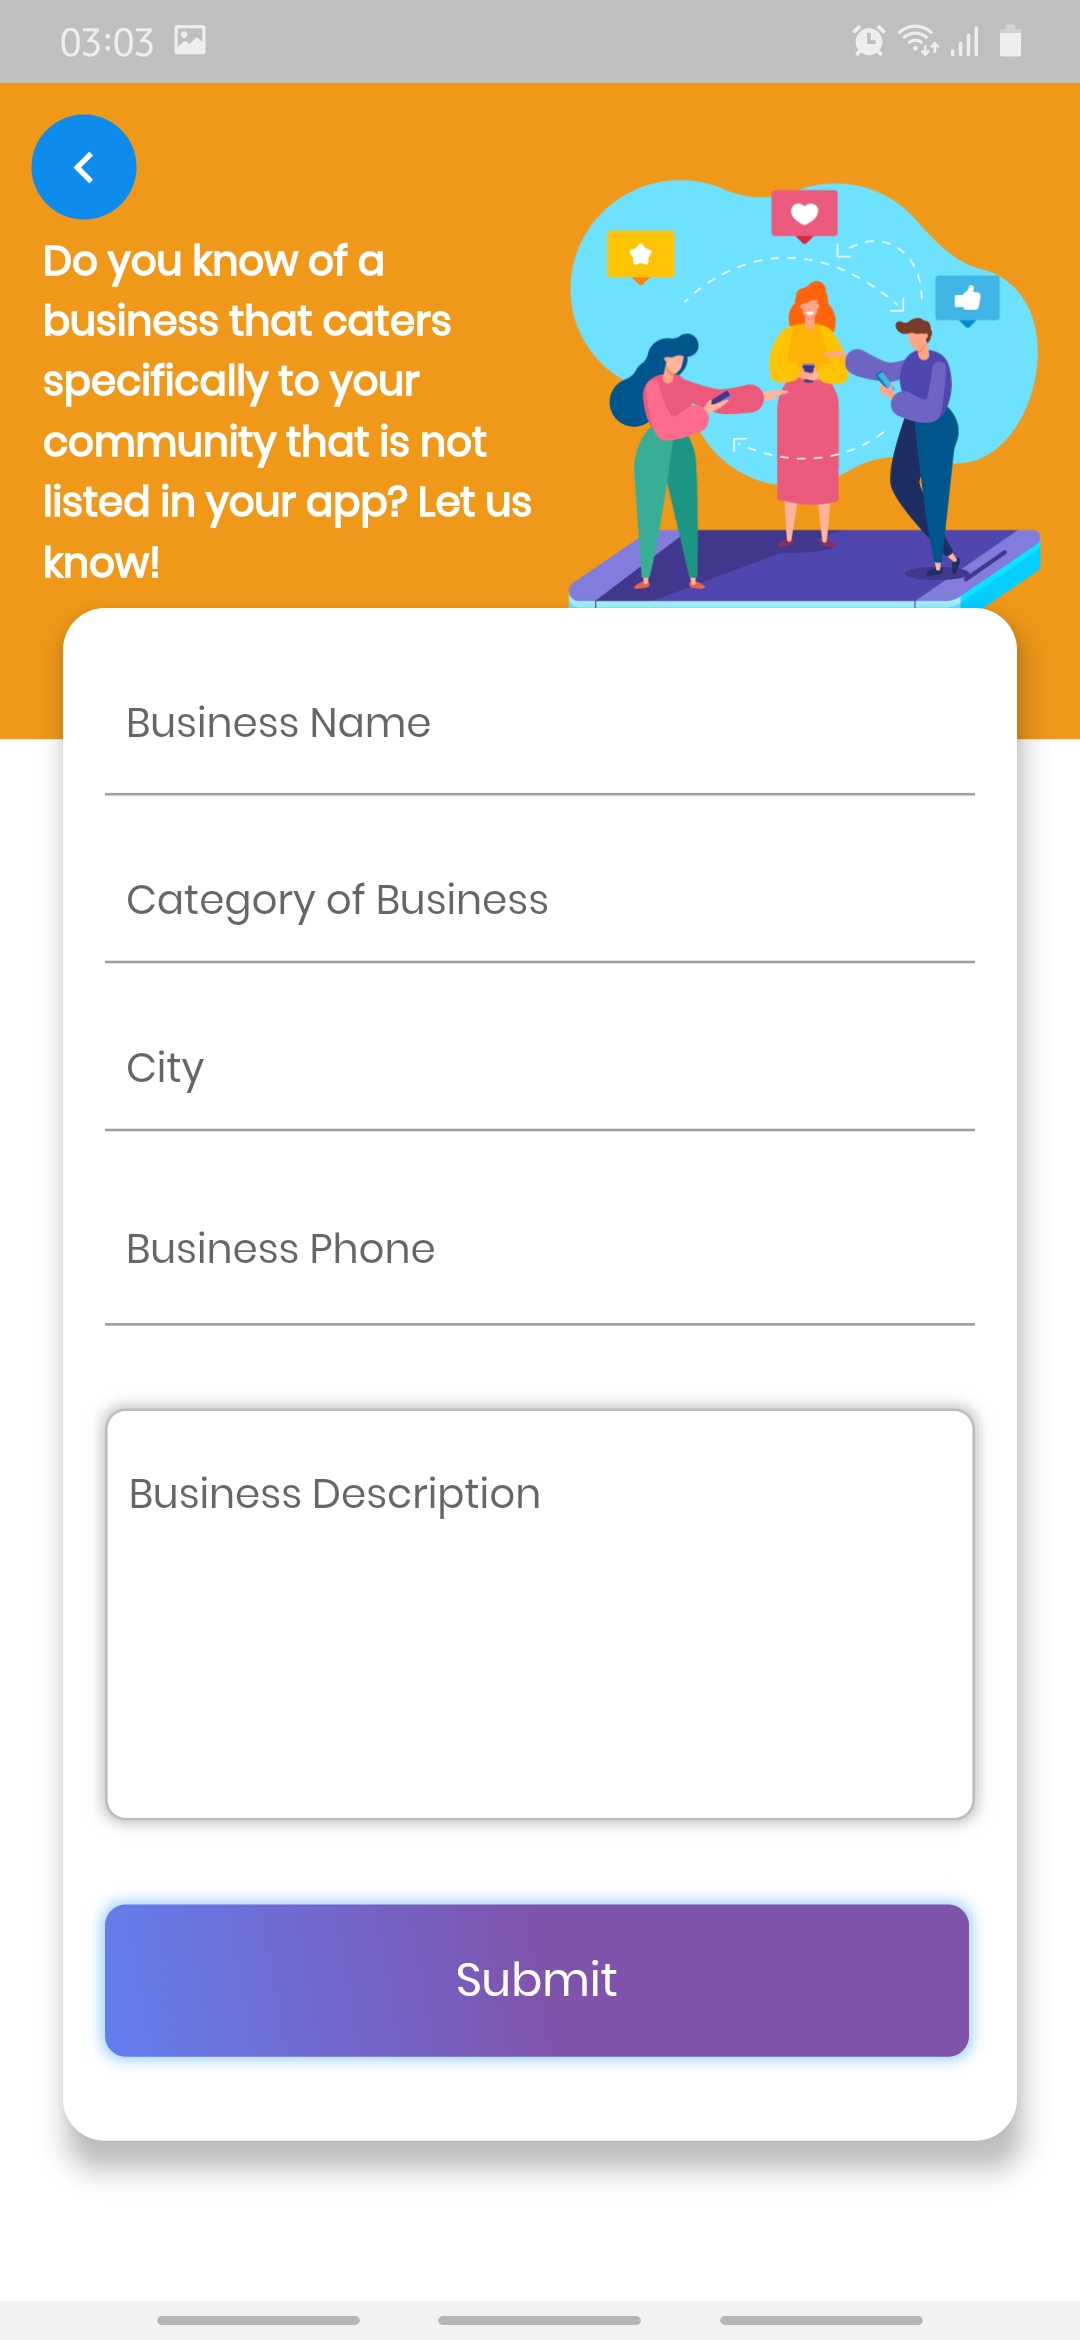 03:03
Do you know of a
business that caters
specifically to your
community that is not
listed in your app? Let us
know!
Business Name
Category of Business
City
Business Phone
Business Description
Submit